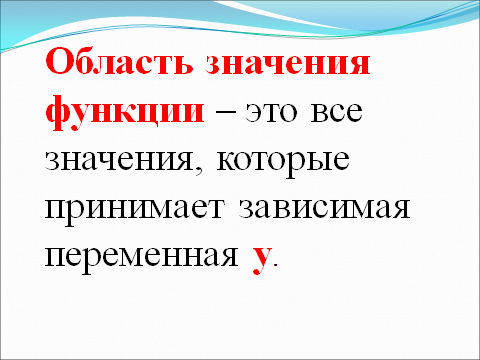 Область значения
функции – это все
значения, которые
принимает зависимая
переменная у.